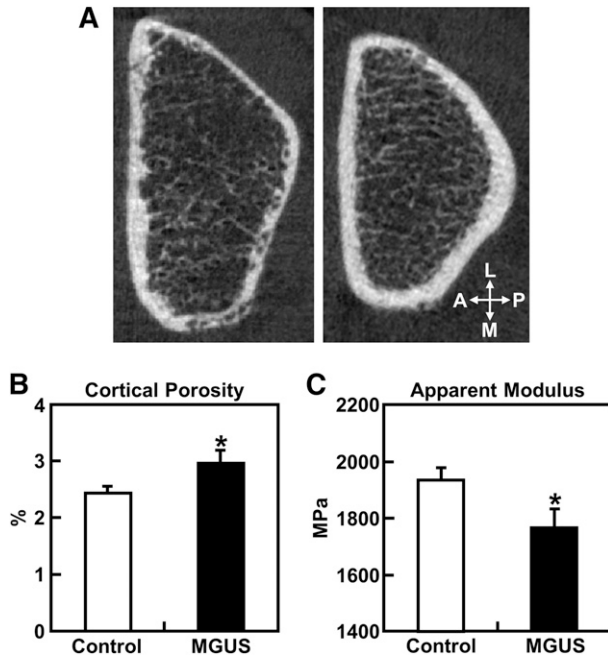 A
L
A P
M
B Cortical Porosity
4
3
2
1
0
%
*
Control MGUS
C Apparent Modulus
2200
2000
1800
1600
1400
MPa
*
Control MGUS